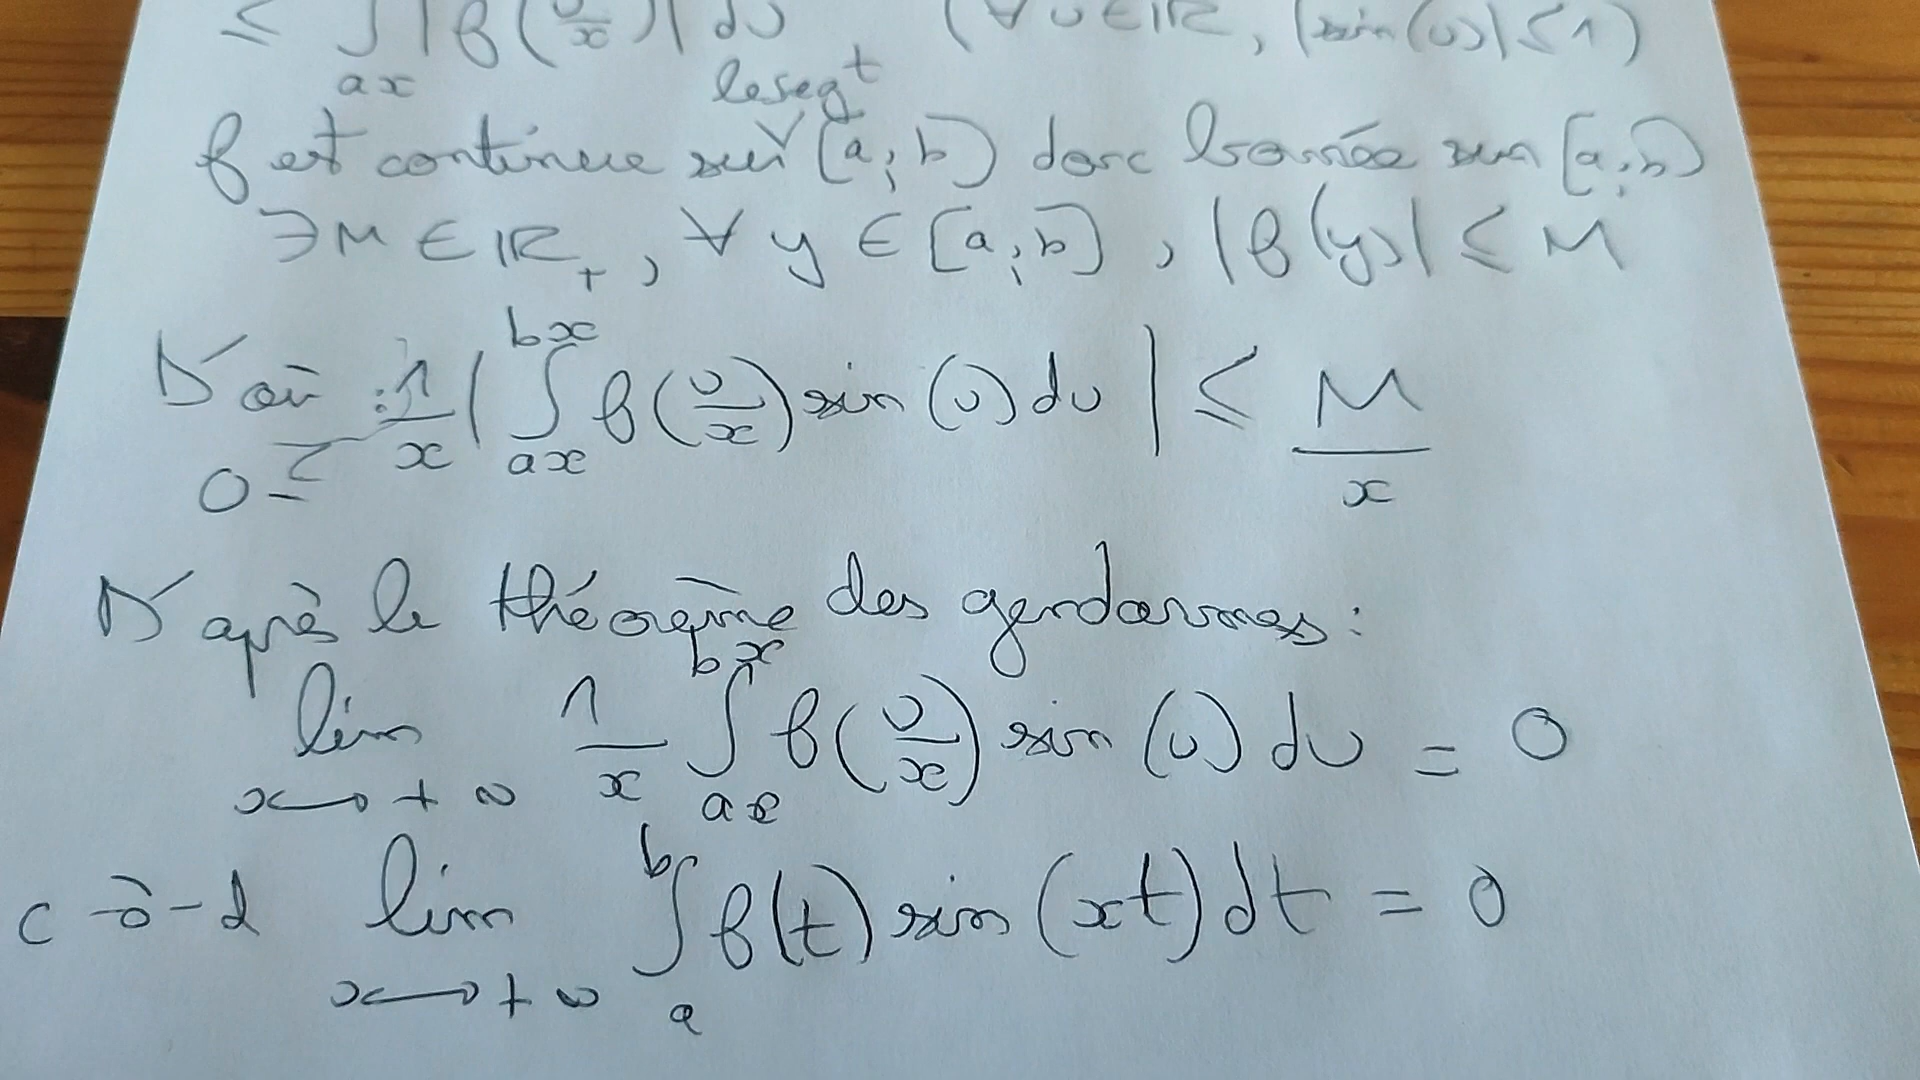 ≤ ∫ |f(u/x)| du (∀u∈ℝ, |sin(u)|≤1)
ax
le segᵗ
f est continue sur [a;b] donc bornée sur [a;b]
∃M∈ℝ₊, ∀y∈[a;b], |f(y)|≤M
bx
D'où : 1/x | ∫ f(u/x) sin(u) du | ≤ M/x
ax
0 ≤
D'après le théorème des gendarmes :
bx
lim 1/x ∫ f(u/x) sin(u) du = 0
x→+∞ ax
b
c-à-d lim ∫ f(t) sin(xt) dt = 0
x→+∞ a